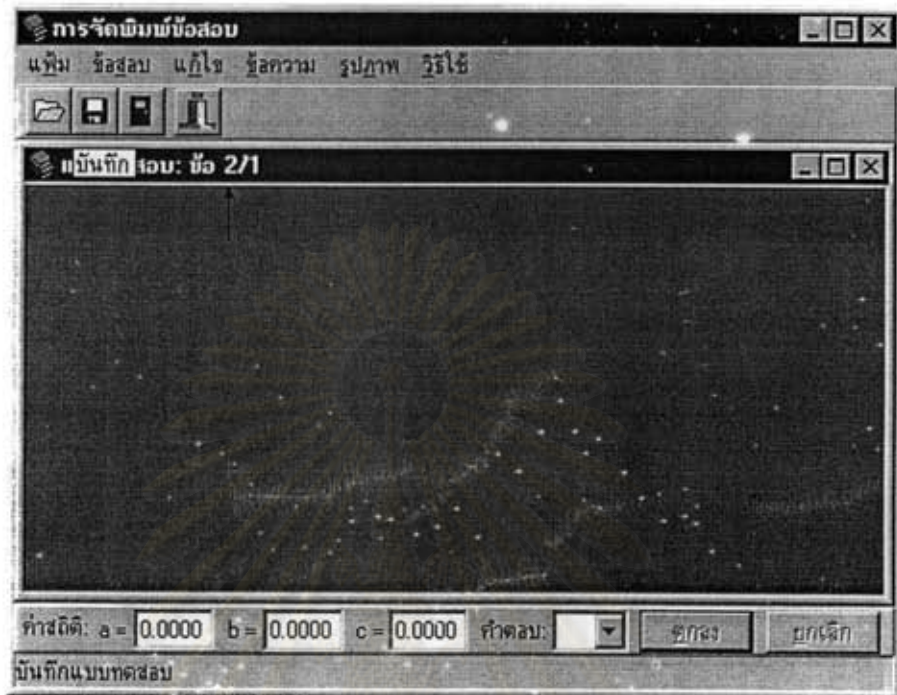 การจัดพิมพ์ข้อสอบ
แฟ้ม ข้อสอบ แก้ไข ข้อความ รูปภาพ วิธีใช้
แบันทึก สอบ: ข้อ 2/1
ค่าสถิติ: a = 0.0000 b = 0.0000 c = 0.0000 คำตอบ: ตกลง ยกเลิก
บันทึกแบบทดสอบ